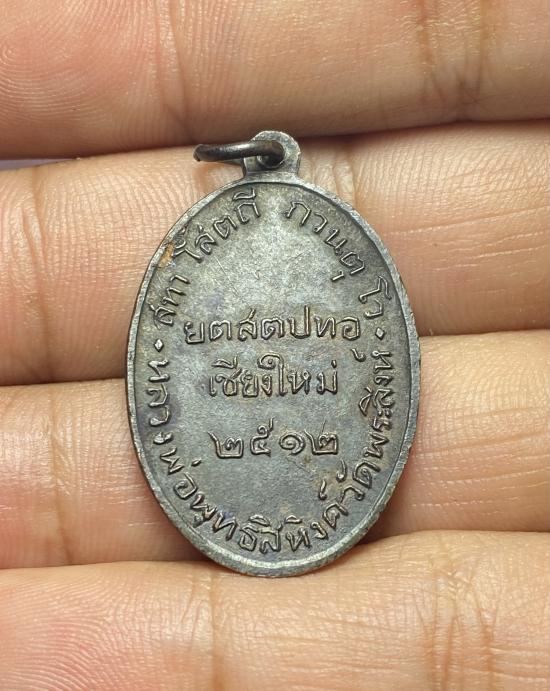 สทา โสตถี ภวนตุ โว
ยตสตปทอ
เชียงใหม่
๒๕๑๒
• หลวงพ่อพุทธสิหิงค์วัดพระสิงห์ •